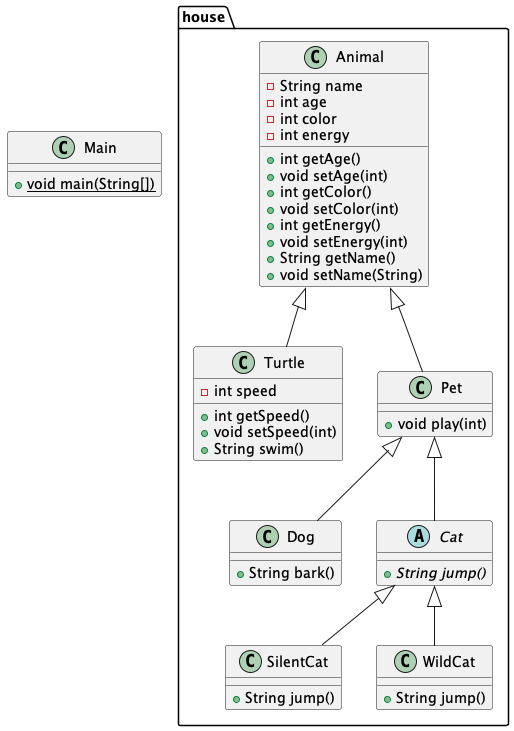 house
C Animal
String name
int age
int color
int energy
int getAge()
void setAge(int)
int getColor()
void setColor(int)
int getEnergy()
void setEnergy(int)
String getName()
void setName(String)
C Main
void main(String[])
C Turtle
int speed
int getSpeed()
void setSpeed(int)
String swim()
C Pet
void play(int)
C Dog
String bark()
A Cat
String jump()
C SilentCat
String jump()
C WildCat
String jump()